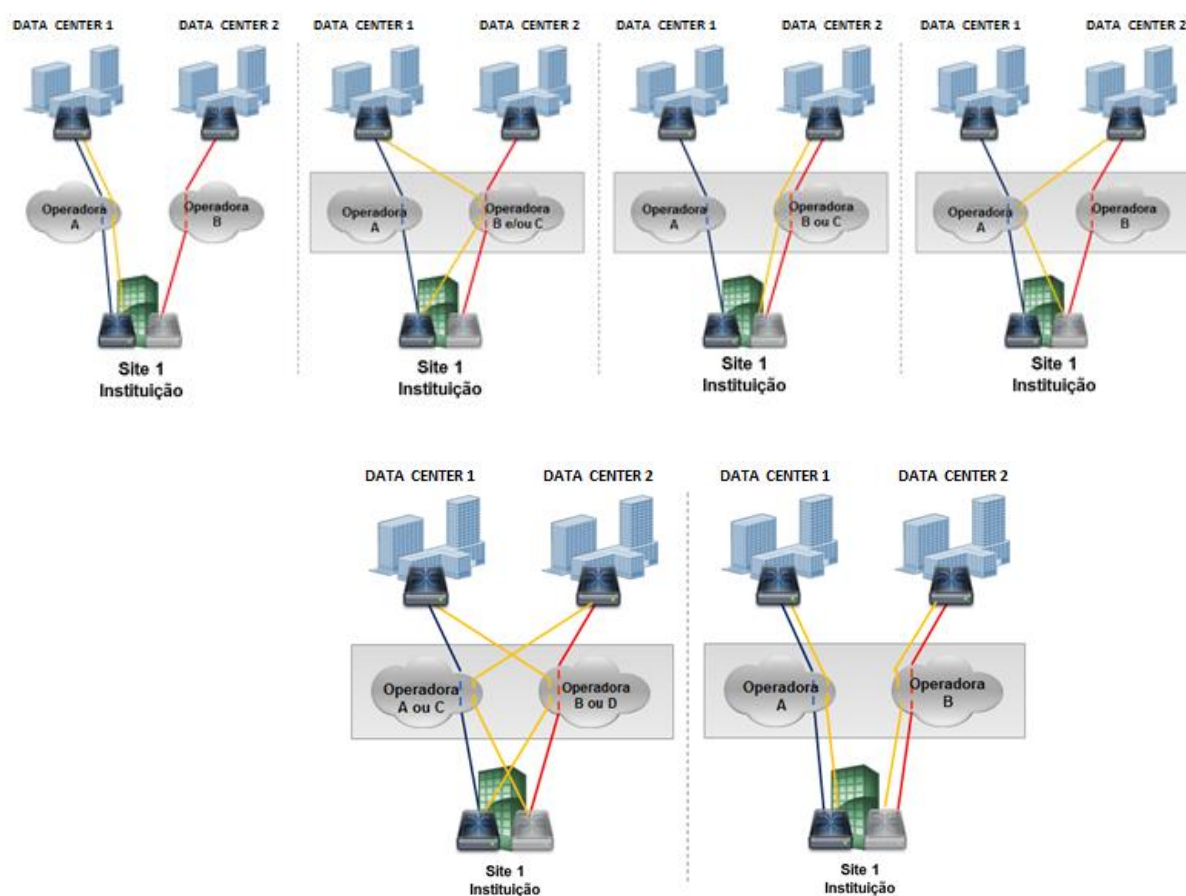 DATA CENTER 1
DATA CENTER 2
Operadora
A
Operadora
B
Site 1
Instituição
DATA CENTER 1
DATA CENTER 2
Operadora
A
Operadora
B e/ou C
Site 1
Instituição
DATA CENTER 1
DATA CENTER 2
Operadora
A
Operadora
B ou C
Site 1
Instituição
DATA CENTER 1
DATA CENTER 2
Operadora
A
Operadora
B
Site 1
Instituição
DATA CENTER 1
DATA CENTER 2
Operadora
A ou C
Operadora
B ou D
Site 1
Instituição
DATA CENTER 1
DATA CENTER 2
Operadora
A
Operadora
B
Site 1
Instituição